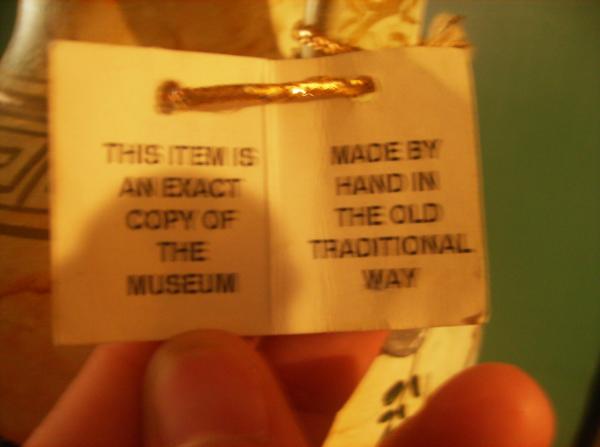 THIS ITEM IS
AN EXACT
COPY OF
THE
MUSEUM
MADE BY
HAND IN
THE OLD
TRADITIONAL
WAY